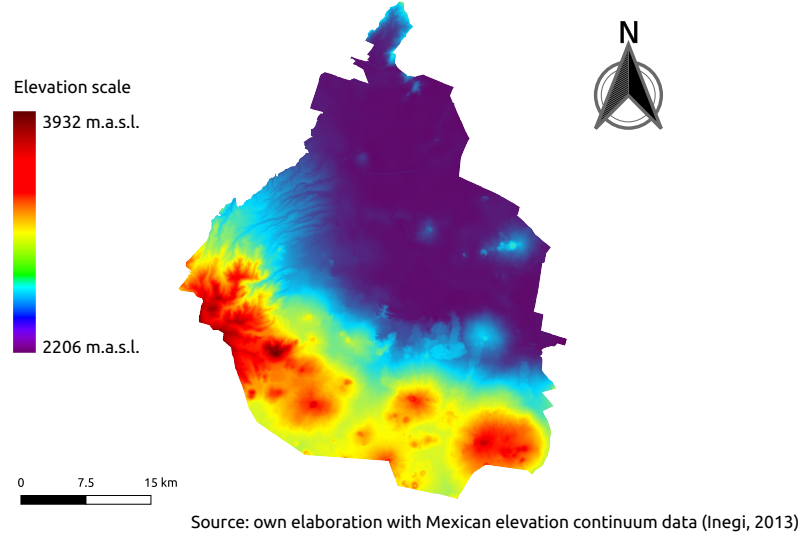 N
Elevation scale
3932 m.a.s.l.
2206 m.a.s.l.
0 7.5 15 km
Source: own elaboration with Mexican elevation continuum data (Inegi, 2013)